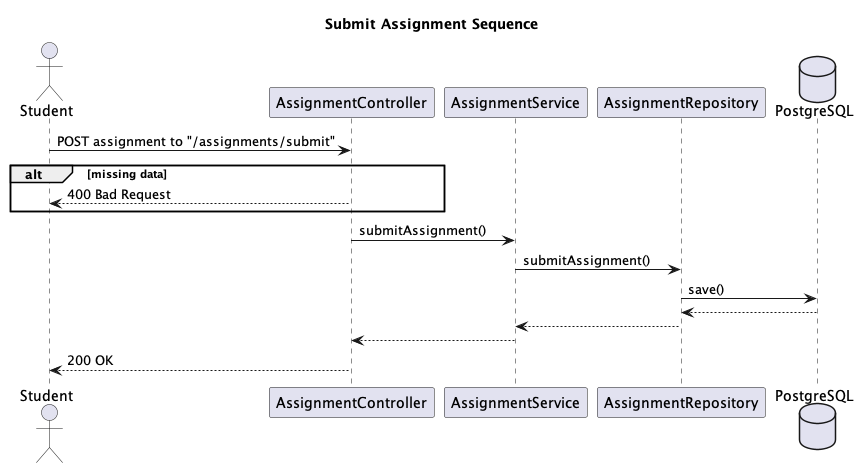 Submit Assignment Sequence
Student
AssignmentController
AssignmentService
AssignmentRepository
PostgreSQL
POST assignment to "/assignments/submit"
alt
[missing data]
400 Bad Request
submitAssignment()
submitAssignment()
save()
200 OK
Student
AssignmentController
AssignmentService
AssignmentRepository
PostgreSQL